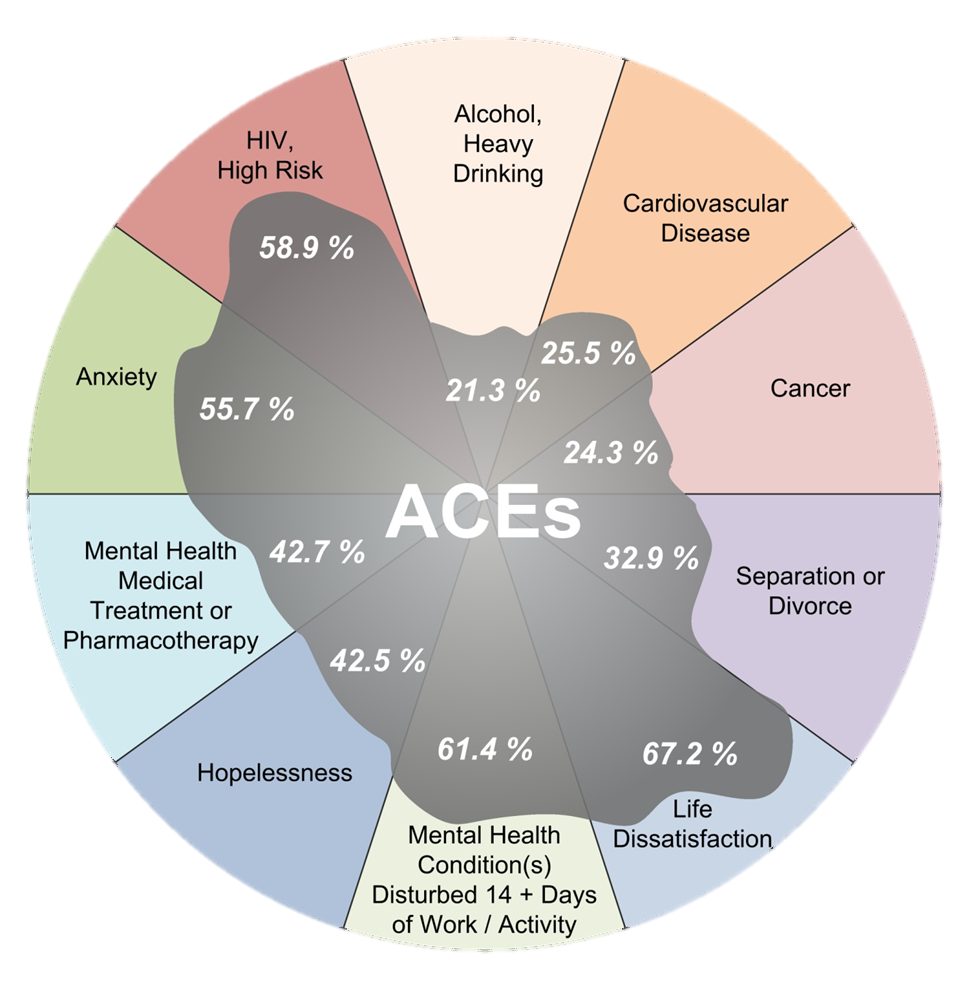 Alcohol,
Heavy
Drinking
21.3 %
Cardiovascular
Disease
25.5 %
Cancer
24.3 %
Separation or
Divorce
32.9 %
Life
Dissatisfaction
67.2 %
Mental Health
Condition(s)
Disturbed 14 + Days
of Work / Activity
61.4 %
Hopelessness
42.5 %
Mental Health
Medical
Treatment or
Pharmacotherapy
42.7 %
Anxiety
55.7 %
HIV,
High Risk
58.9 %
ACEs